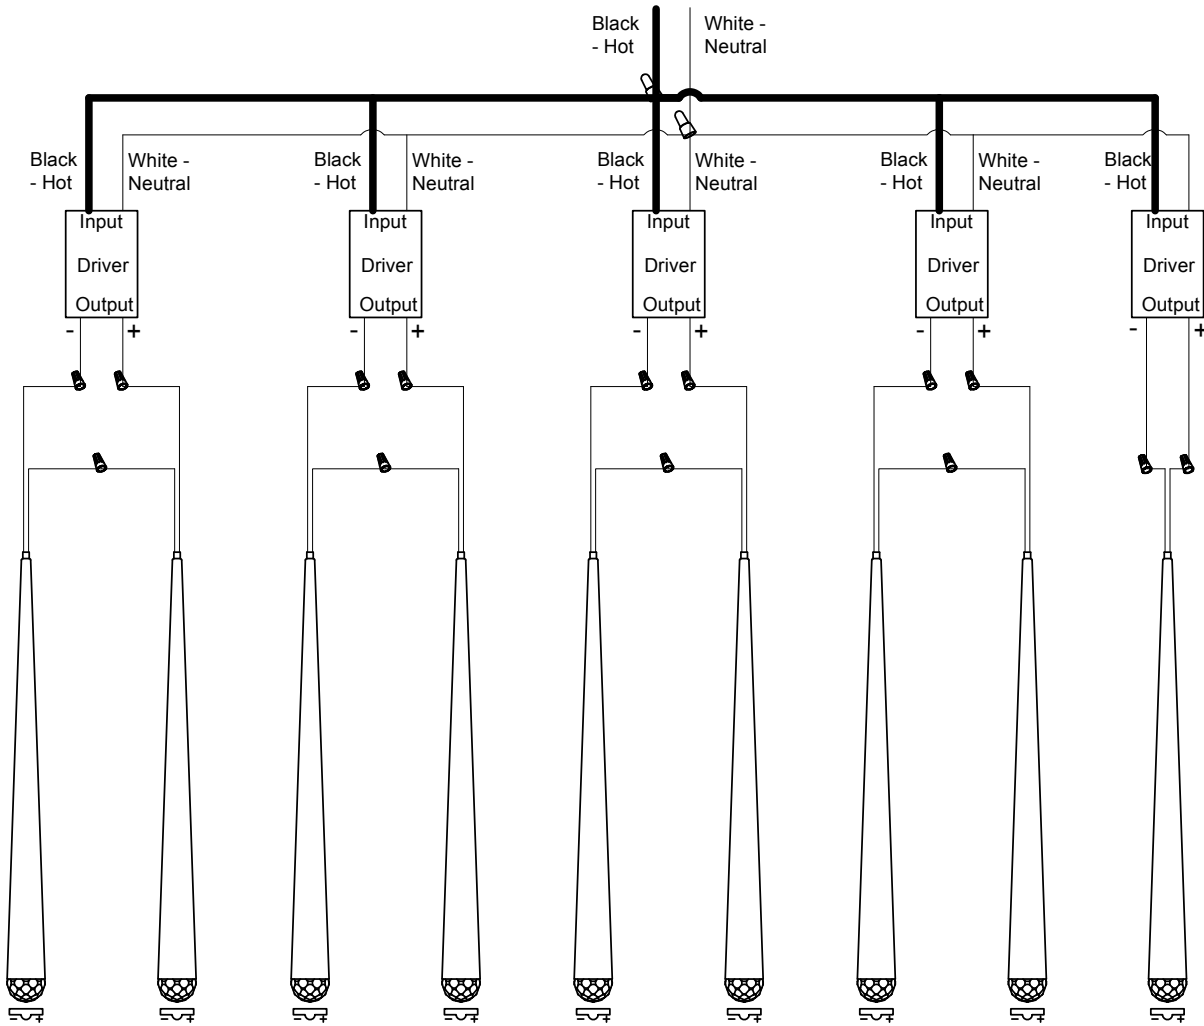 Black
- Hot
White -
Neutral
Black
- Hot
White -
Neutral
Black
- Hot
White -
Neutral
Black
- Hot
White -
Neutral
Black
- Hot
White -
Neutral
Black
- Hot
Input
Driver
Output
- +
Input
Driver
Output
- +
Input
Driver
Output
- +
Input
Driver
Output
- +
Input
Driver
Output
- +